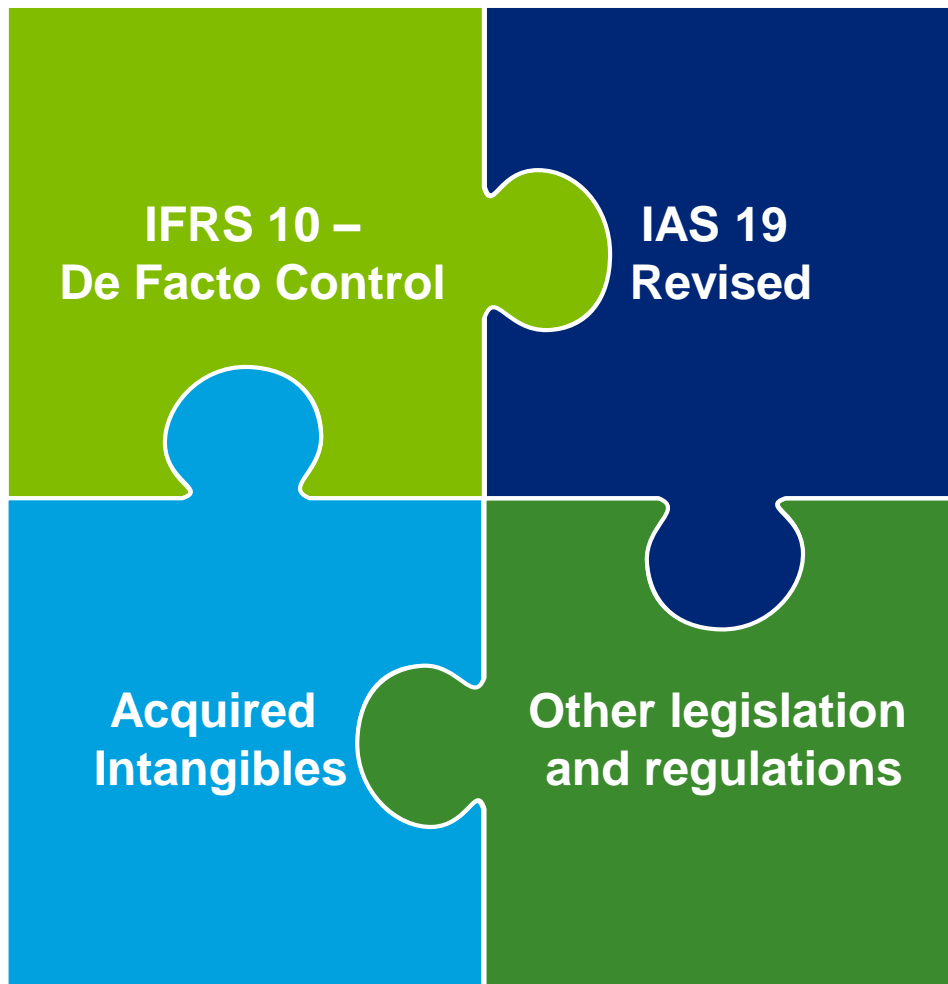 IFRS 10 –
De Facto Control
IAS 19
Revised
Acquired
Intangibles
Other legislation
and regulations